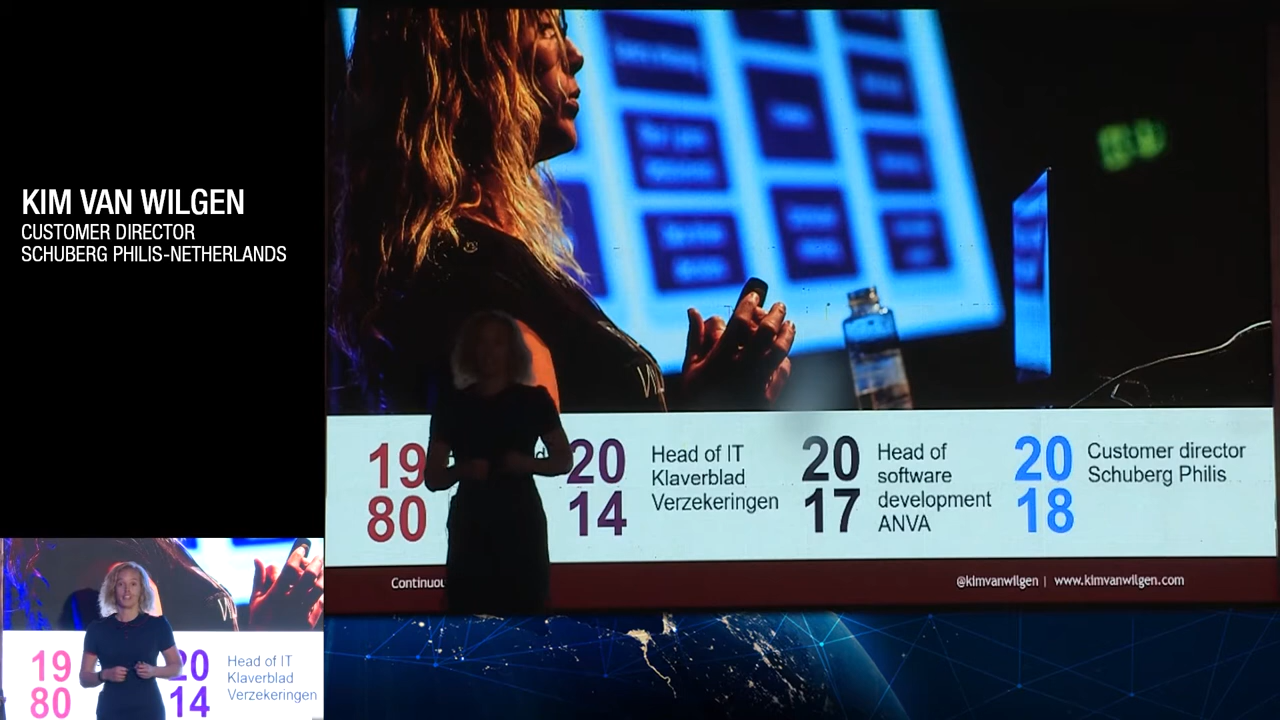 KIM VAN WILGEN
CUSTOMER DIRECTOR
SCHUBERG PHILIS-NETHERLANDS
19
80
20
14
Head of IT
Klaverblad
Verzekeringen
20
17
Head of
software
development
ANVA
20
18
Customer director
Schuberg Philis
@kimvanwilgen | www.kimvanwilgen.com
19
80
20
14
Head of IT
Klaverblad
Verzekeringen